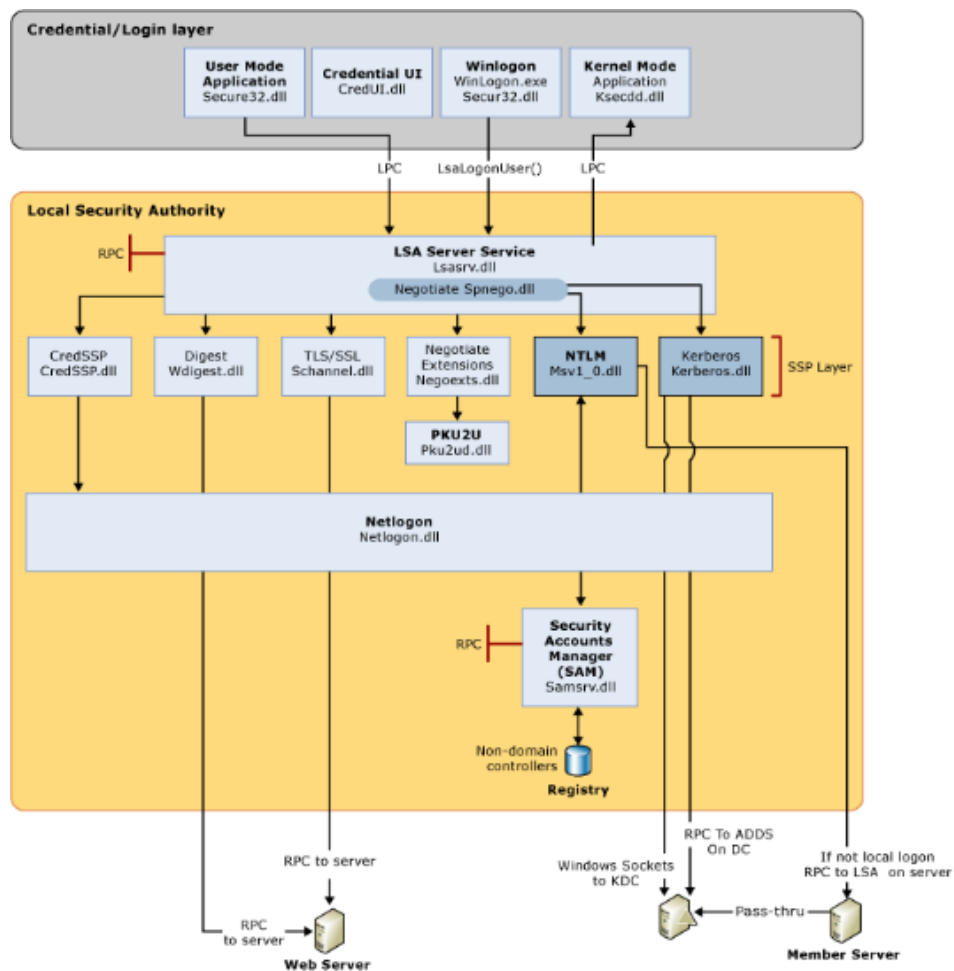 Credential/Login layer
User Mode
Application
Secure32.dll
Credential UI
CredUI.dll
Winlogon
WinLogon.exe
Secur32.dll
Kernel Mode
Application
Ksecdd.dll
LPC
LsaLogonUser()
LPC
Local Security Authority
RPC
LSA Server Service
Lsasrv.dll
Negotiate Spnego.dll
CredSSP
CredSSP.dll
Digest
Wdigest.dll
TLS/SSL
Schannel.dll
Negotiate
Extensions
Negoexts.dll
NTLM
Msv1_0.dll
Kerberos
Kerberos.dll
SSP Layer
PKU2U
Pku2ud.dll
Netlogon
Netlogon.dll
RPC
Security
Accounts
Manager
(SAM)
Samsrv.dll
Non-domain
controllers
Registry
RPC to server
RPC
to server
Web Server
Windows Sockets
to KDC
RPC To ADDS
On DC
If not local logon
RPC to LSA on server
Pass-thru
Member Server